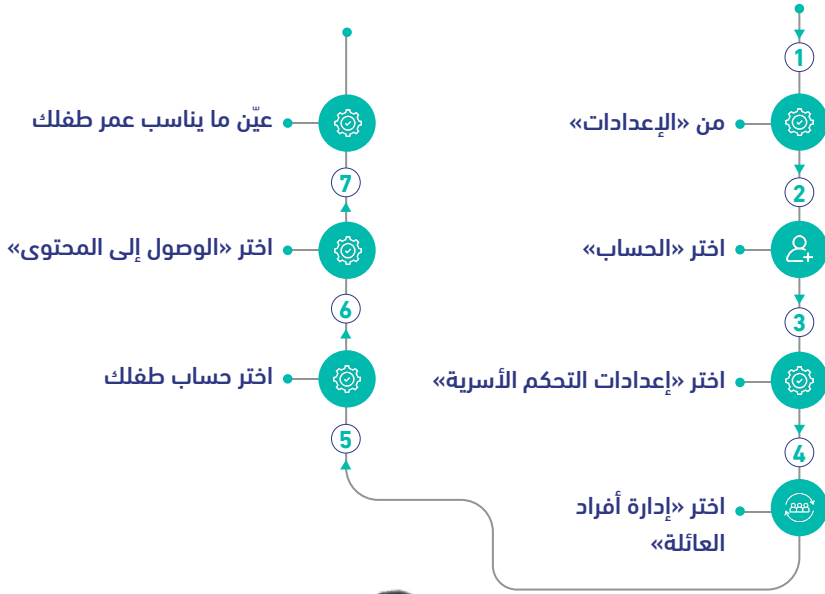 1
من «الإعدادات»
2
اختر «الحساب»
3
اختر «إعدادات التحكم الأسرية»
4
اختر «إدارة أفراد
العائلة»
5
اختر حساب طفلك
6
اختر «الوصول إلى المحتوى»
7
عيّن ما يناسب عمر طفلك